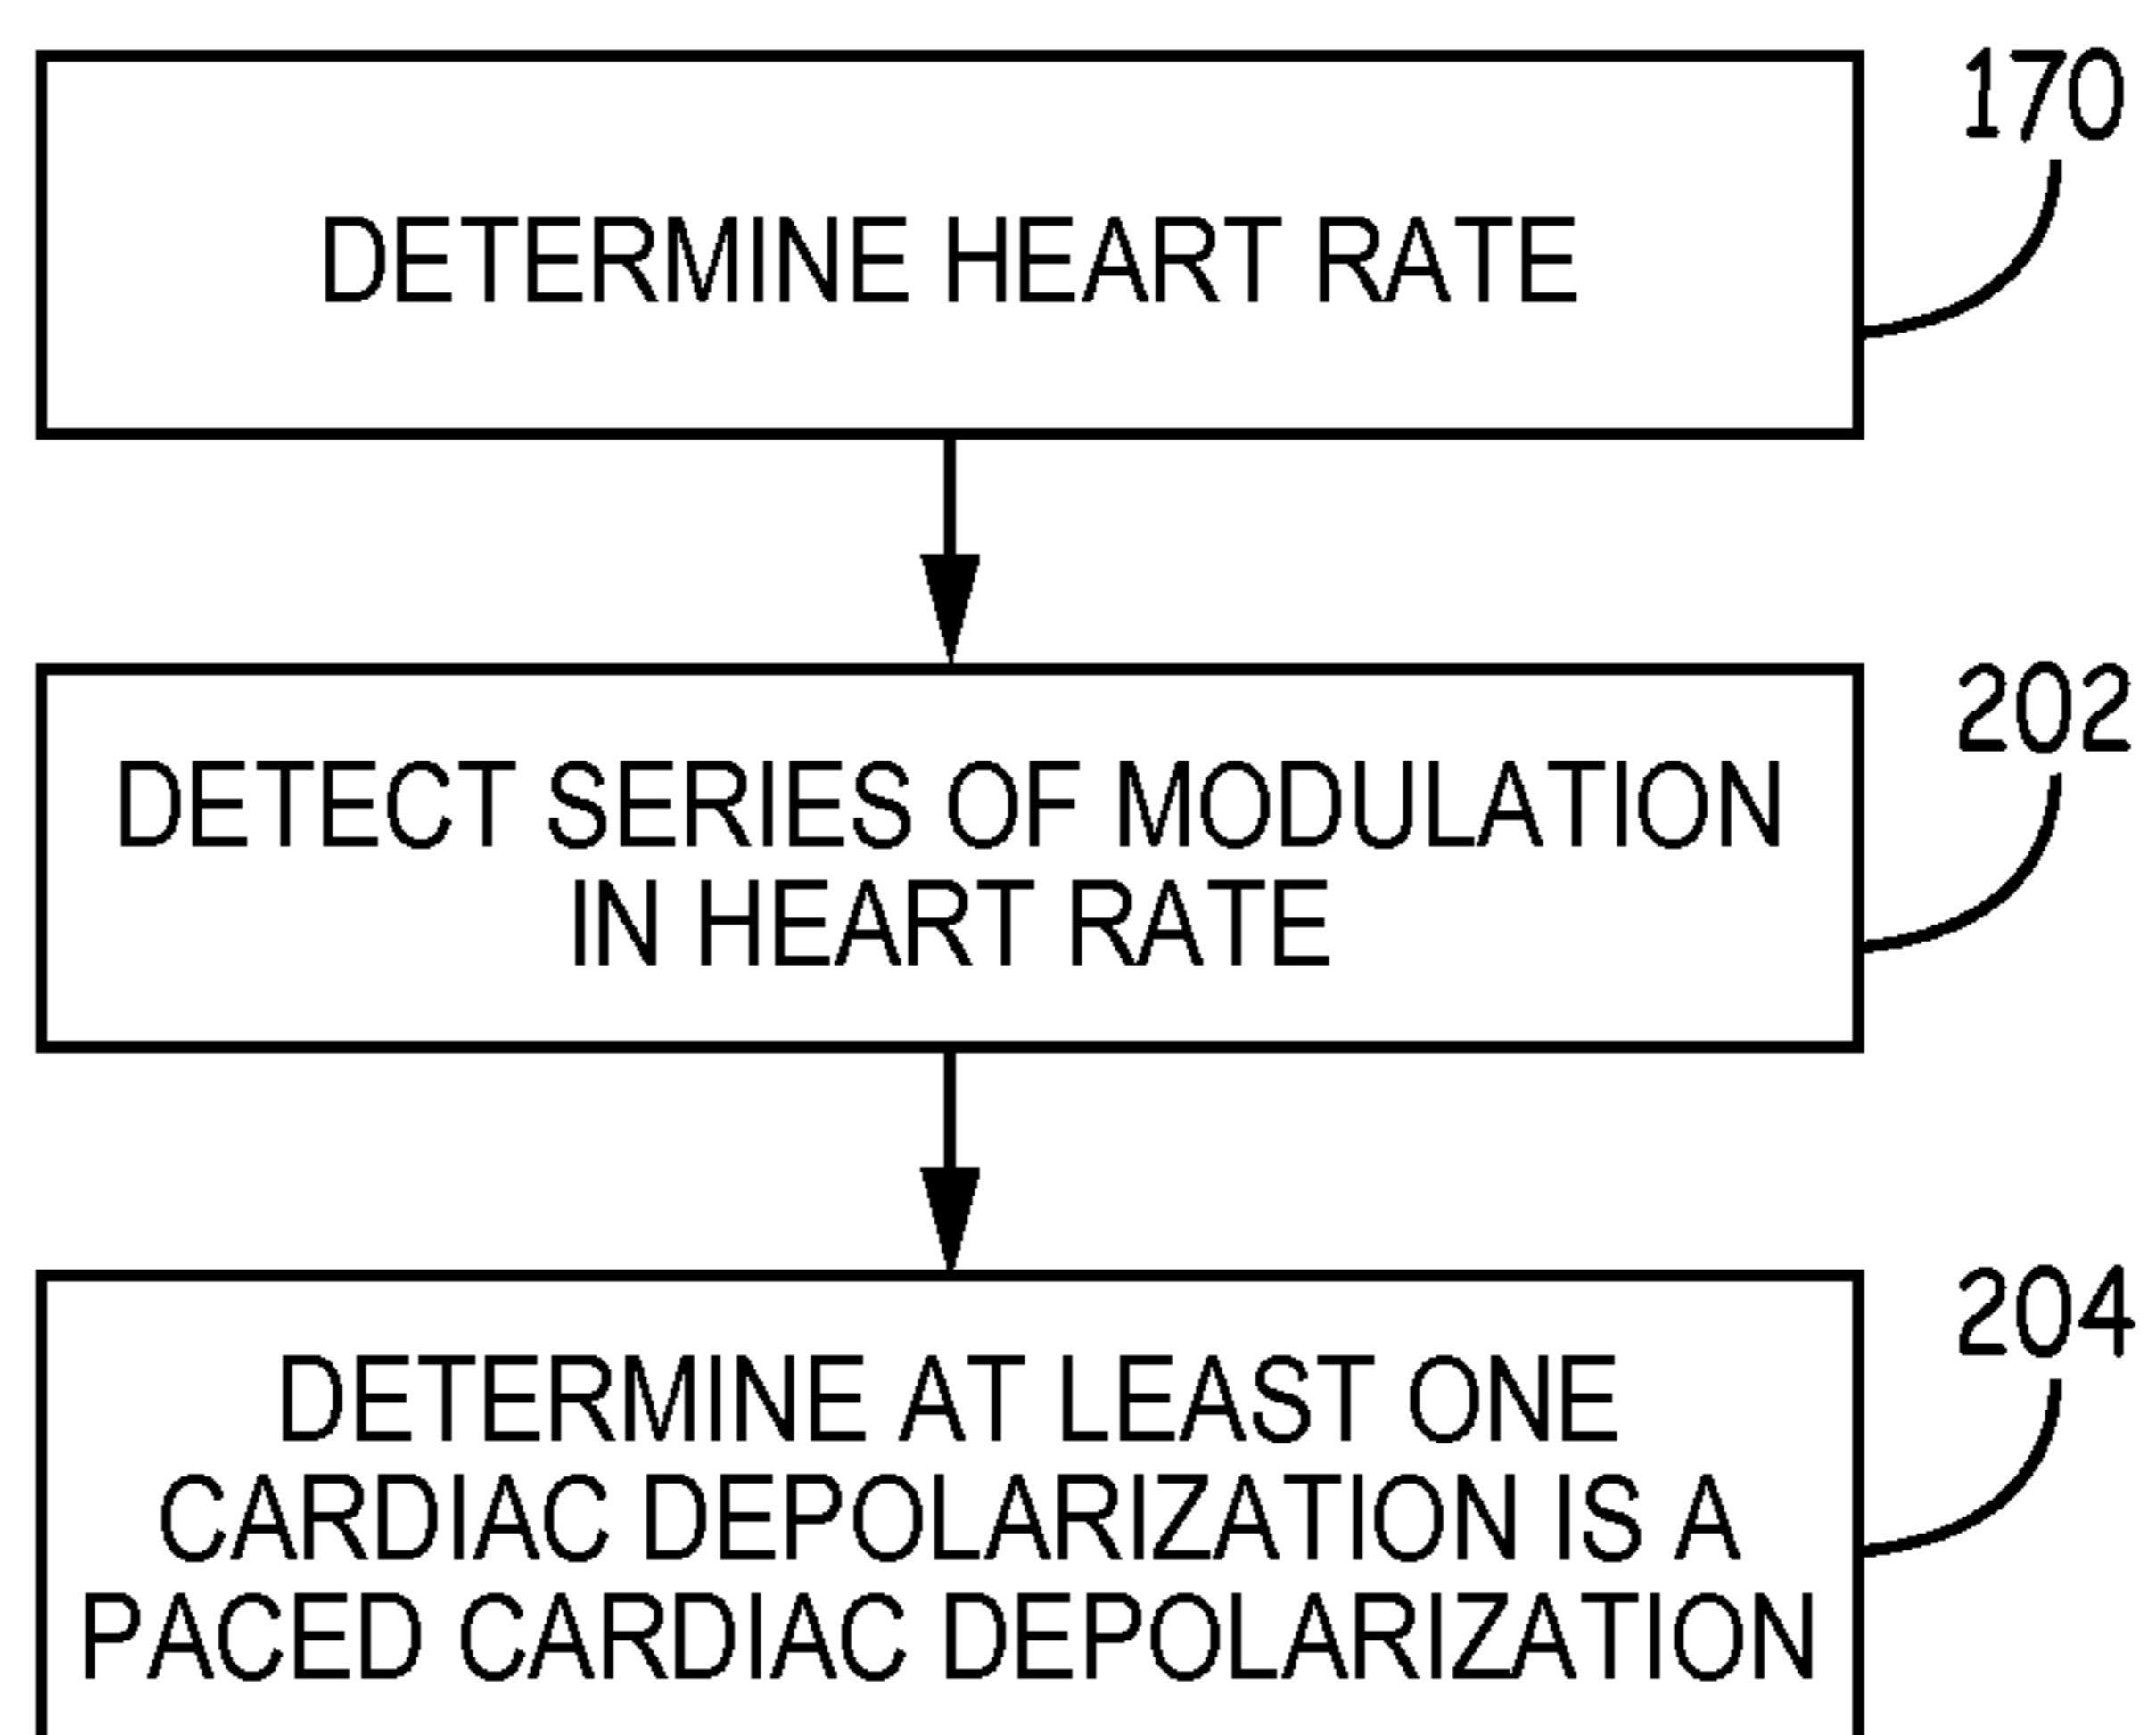 170
DETERMINE HEART RATE
202
DETECT SERIES OF MODULATION
IN HEART RATE
204
DETERMINE AT LEAST ONE
CARDIAC DEPOLARIZATION IS A
PACED CARDIAC DEPOLARIZATION